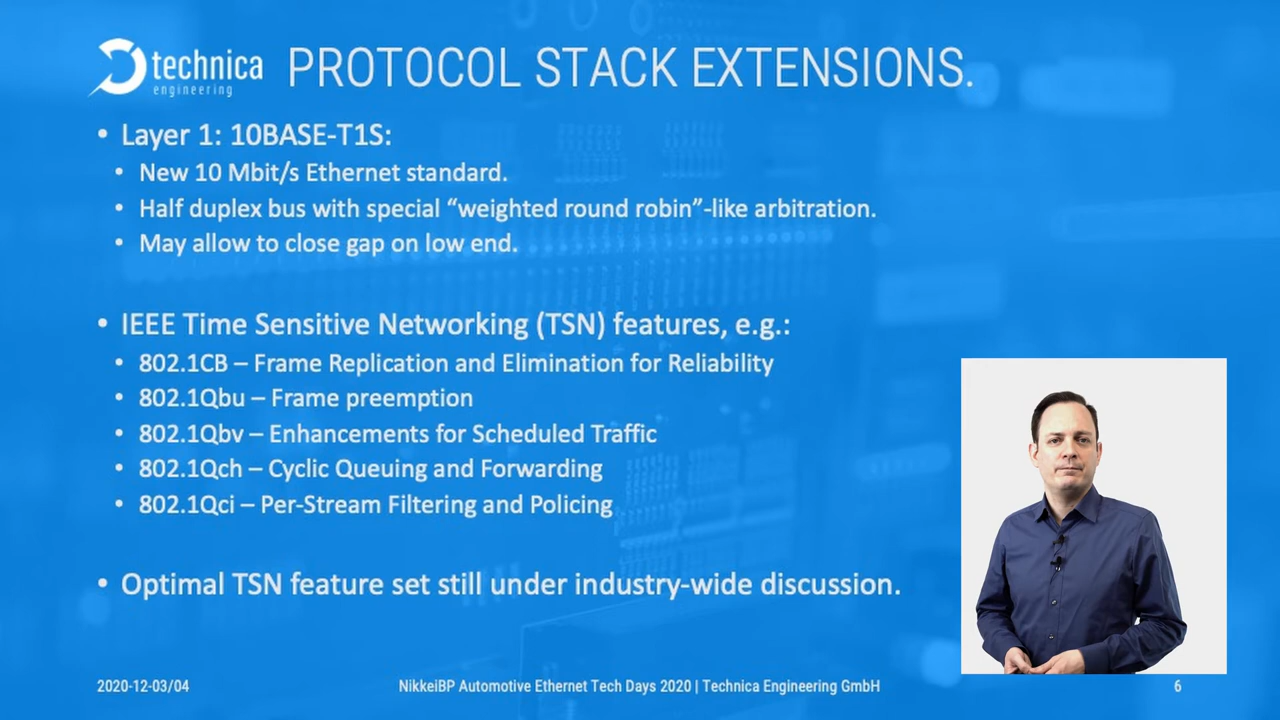 technica
engineering
PROTOCOL STACK EXTENSIONS.
• Layer 1: 10BASE-T1S:
• New 10 Mbit/s Ethernet standard.
• Half duplex bus with special “weighted round robin”-like arbitration.
• May allow to close gap on low end.
• IEEE Time Sensitive Networking (TSN) features, e.g.:
• 802.1CB – Frame Replication and Elimination for Reliability
• 802.1Qbu – Frame preemption
• 802.1Qbv – Enhancements for Scheduled Traffic
• 802.1Qch – Cyclic Queuing and Forwarding
• 802.1Qci – Per-Stream Filtering and Policing
• Optimal TSN feature set still under industry-wide discussion.
2020-12-03/04
NikkeiBP Automotive Ethernet Tech Days 2020 | Technica Engineering GmbH
6